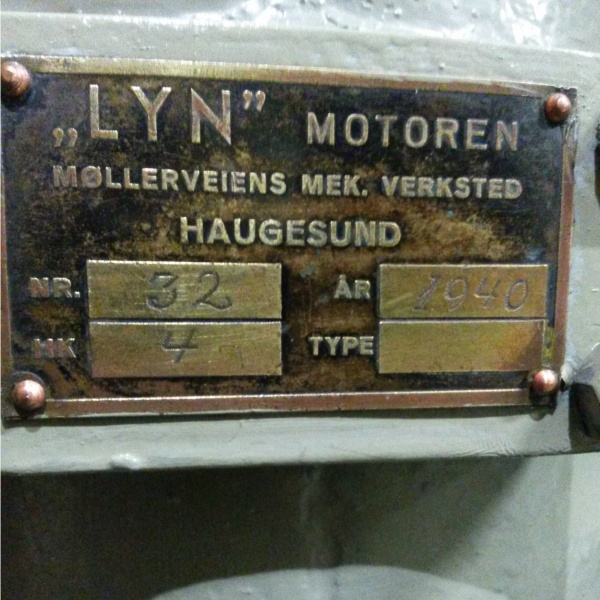 „LYN” MOTOREN
MØLLERVEIENS MEK. VERKSTED
HAUGESUND
NR. 32 ÅR 1940
HK 4 TYPE